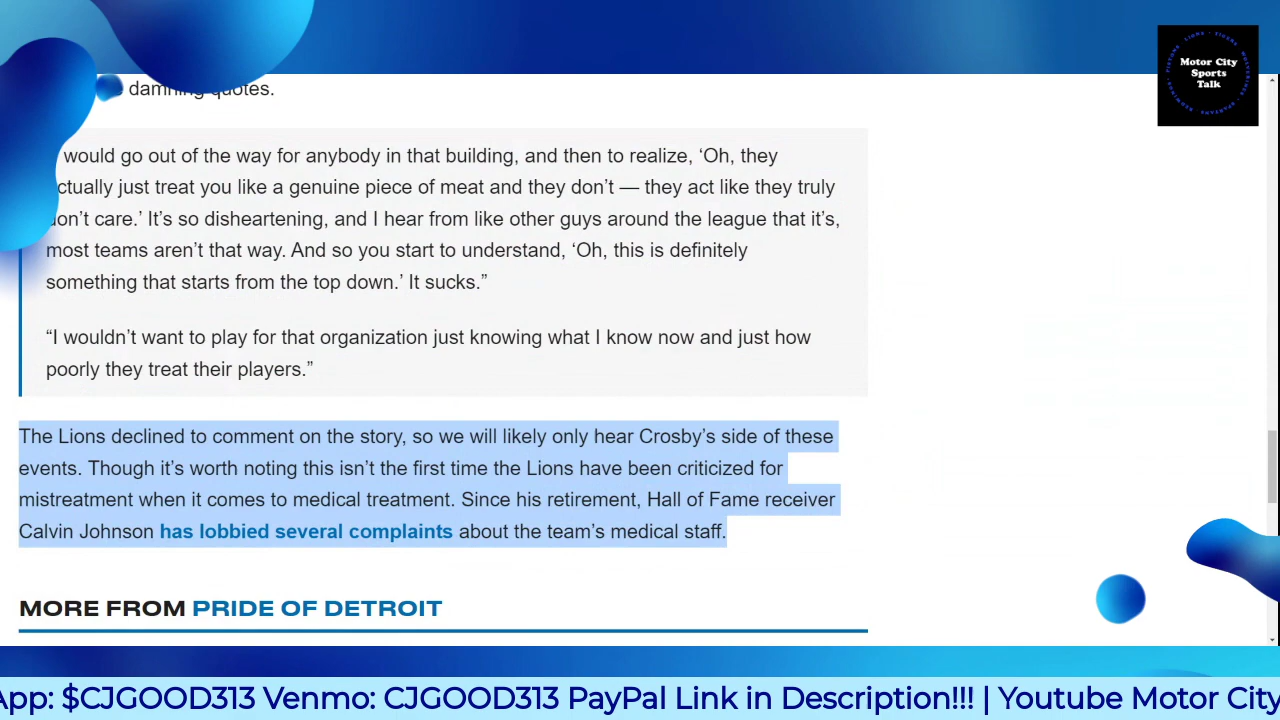 damning quotes.
would go out of the way for anybody in that building, and then to realize, ‘Oh, they
actually just treat you like a genuine piece of meat and they don’t — they act like they truly
don’t care.’ It’s so disheartening, and I hear from like other guys around the league that it’s,
most teams aren’t that way. And so you start to understand, ‘Oh, this is definitely
something that starts from the top down.’ It sucks.”
“I wouldn’t want to play for that organization just knowing what I know now and just how
poorly they treat their players.”
The Lions declined to comment on the story, so we will likely only hear Crosby’s side of these
events. Though it’s worth noting this isn’t the first time the Lions have been criticized for
mistreatment when it comes to medical treatment. Since his retirement, Hall of Fame receiver
Calvin Johnson has lobbied several complaints about the team’s medical staff.
MORE FROM PRIDE OF DETROIT
Motor City
Sports
Talk
App: $CJGOOD313 Venmo: CJGOOD313 PayPal Link in Description!!! | Youtube Motor City